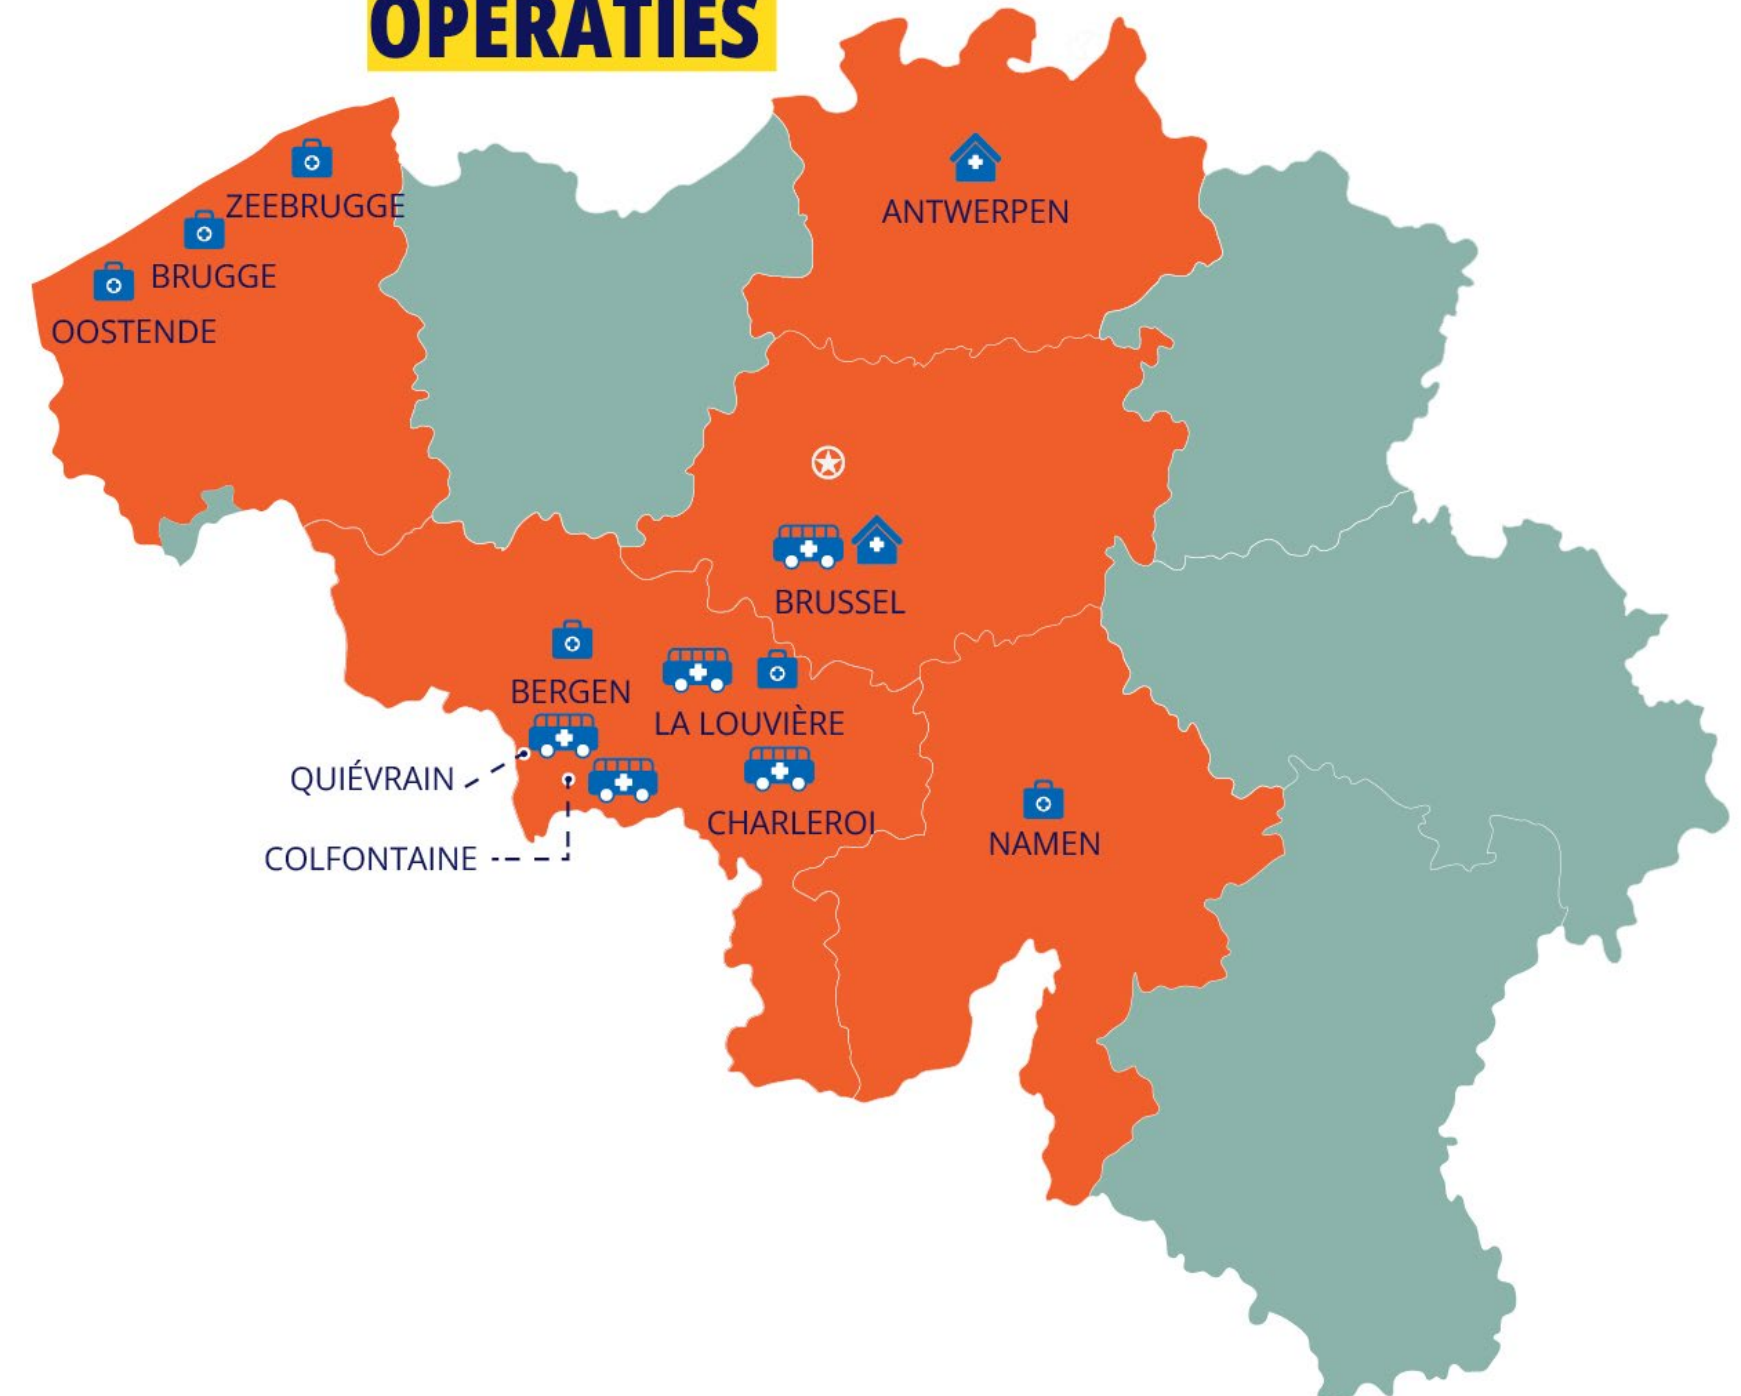 OPERATIES
ZEEBRUGGE
BRUGGE
OOSTENDE
ANTWERPEN
BRUSSEL
BERGEN
LA LOUVIÈRE
QUIÉVRAIN
CHARLEROI
NAMEN
COLFONTAINE